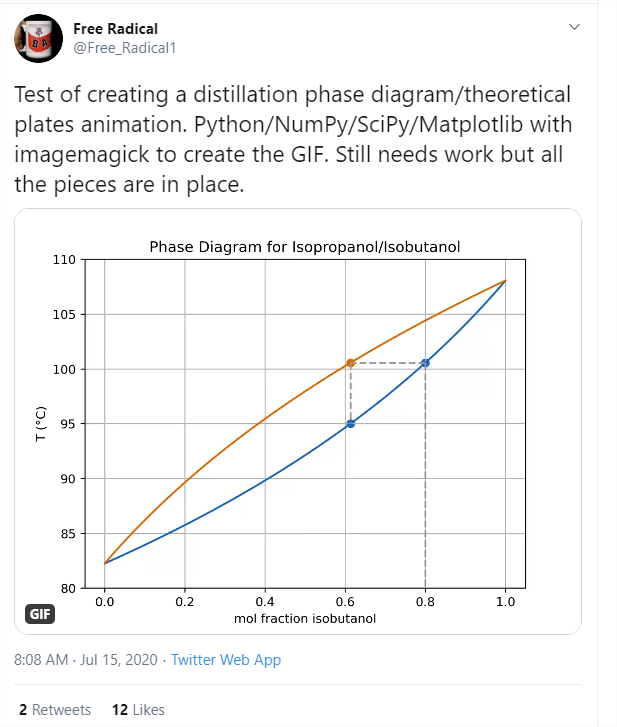 Free Radical
@Free_Radical1
Test of creating a distillation phase diagram/theoretical
plates animation. Python/NumPy/SciPy/Matplotlib with
imagemagick to create the GIF. Still needs work but all
the pieces are in place.
Phase Diagram for Isopropanol/Isobutanol
110
105
100
95
90
85
80
T (°C)
0.0 0.2 0.4 0.6 0.8 1.0
mol fraction isobutanol
GIF
8:08 AM · Jul 15, 2020 · Twitter Web App
2 Retweets 12 Likes